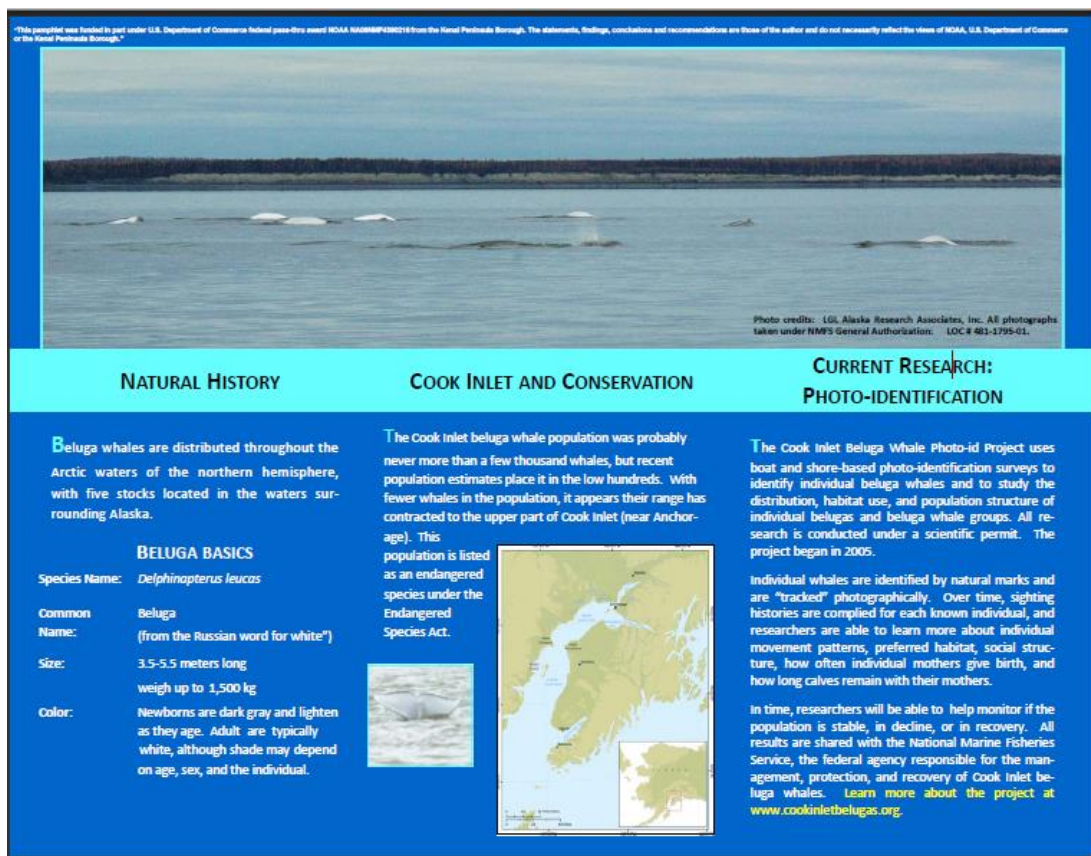 "This pamphlet was funded in part under U.S. Department of Commerce federal pass-thru award NOAA from the Kenai Peninsula Borough. The statements, findings, conclusions and recommendations are those of the author and do not necessarily reflect the views of NOAA, U.S. Department of Commerce
or the Kenai Peninsula Borough."
Photo credits: LGL Alaska Research Associates, Inc. All photographs
taken under NMFS General Authorization: LOC # 481-1795-01.
NATURAL HISTORY
Beluga whales are distributed throughout the
Arctic waters of the northern hemisphere,
with five stocks located in the waters sur-
rounding Alaska.
BELUGA BASICS
Species Name: Delphinapterus leucas
Common Beluga
Name: (from the Russian word for white")
Size: 3.5-5.5 meters long
weigh up to 1,500 kg
Color: Newborns are dark gray and lighten
as they age. Adult are typically
white, although shade may depend
on age, sex, and the individual.
COOK INLET AND CONSERVATION
The Cook Inlet beluga whale population was probably
never more than a few thousand whales, but recent
population estimates place it in the low hundreds. With
fewer whales in the population, it appears their range has
contracted to the upper part of Cook Inlet (near Anchor-
age). This
population is listed
as an endangered
species under the
Endangered
Species Act.
CURRENT RESEARCH:
PHOTO-IDENTIFICATION
The Cook Inlet Beluga Whale Photo-id Project uses
boat and shore-based photo-identification surveys to
identify individual beluga whales and to study the
distribution, habitat use, and population structure of
individual belugas and beluga whale groups. All re-
search is conducted under a scientific permit. The
project began in 2005.
Individual whales are identified by natural marks and
are "tracked" photographically. Over time, sighting
histories are complied for each known individual, and
researchers are able to learn more about individual
movement patterns, preferred habitat, social struc-
ture, how often individual mothers give birth, and
how long calves remain with their mothers.
In time, researchers will be able to help monitor if the
population is stable, in decline, or in recovery. All
results are shared with the National Marine Fisheries
Service, the federal agency responsible for the man-
agement, protection, and recovery of Cook Inlet be-
luga whales. Learn more about the project at
www.cookinletbelugas.org.